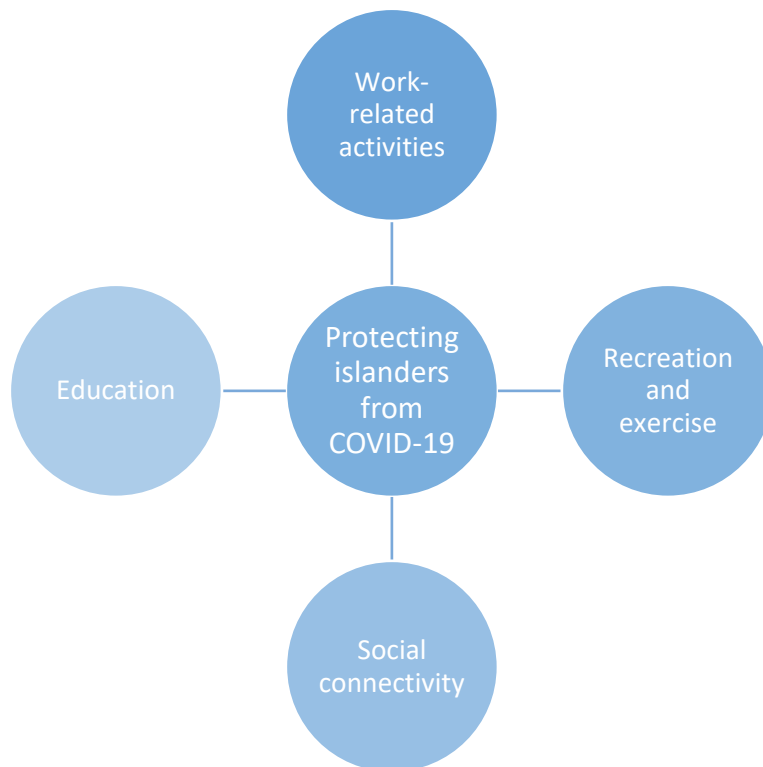 Work-
related
activities
Education
Protecting
islanders
from
COVID-19
Recreation
and
exercise
Social
connectivity